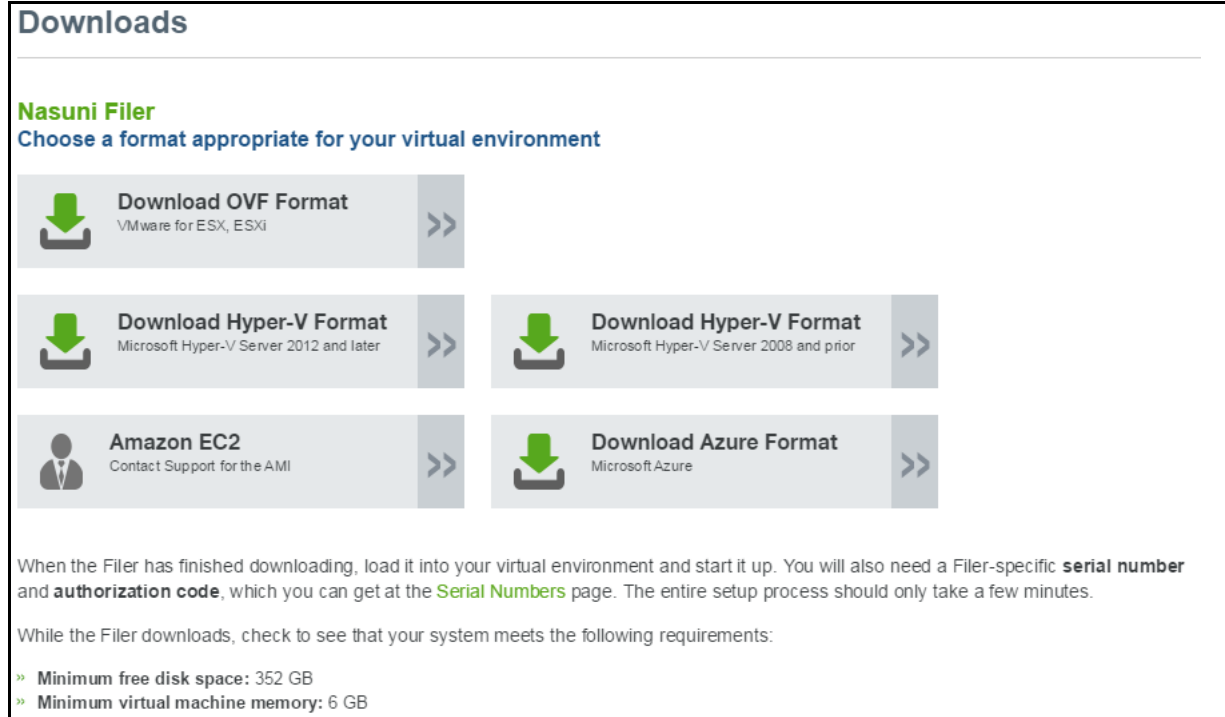 Downloads
Nasuni Filer
Choose a format appropriate for your virtual environment
Download OVF Format
VMware for ESX, ESXi
Download Hyper-V Format
Microsoft Hyper-V Server 2012 and later
Download Hyper-V Format
Microsoft Hyper-V Server 2008 and prior
Amazon EC2
Contact Support for the AMI
Download Azure Format
Microsoft Azure
When the Filer has finished downloading, load it into your virtual environment and start it up. You will also need a Filer-specific serial number
and authorization code, which you can get at the Serial Numbers page. The entire setup process should only take a few minutes.
While the Filer downloads, check to see that your system meets the following requirements:
» Minimum free disk space: 352 GB
» Minimum virtual machine memory: 6 GB